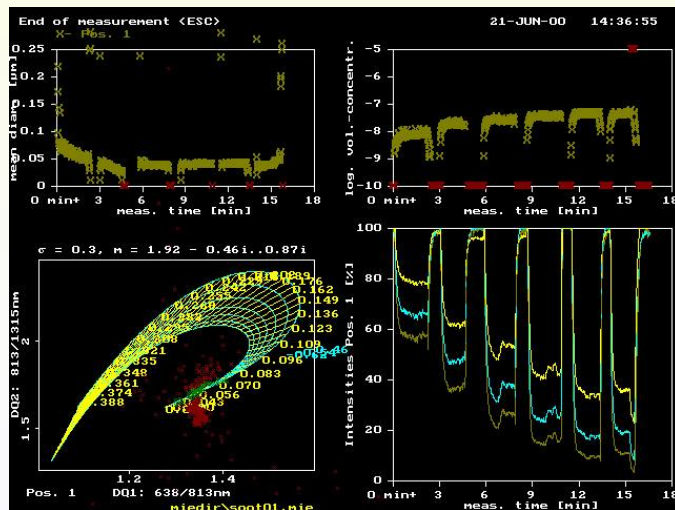 End of measurement <ESC> 21-JUN-00 14:36:55
X- Pos. 1
mean diam. [µm]
0.25
0.2
0.15
0.1
0.05
0
0 min+ 3 6 9 12 15 18
meas. time [min]
log. vol.-concentr.
-5
-6
-7
-8
-9
-10
0 min+ 3 6 9 12 15 18
meas. time [min]
σ = 0.3, m = 1.92 - 0.46i..0.87i
DQ2: 813/1315nm
2
1.5
0.176
0.162
0.149
0.136
0.123
0.109
0.096
0.083
0.070
0.056
.348
.361
.374
.388
1.2 1.4
Pos. 1 DQ1: 638/813nm
miedir\soot01.mie
Intensities Pos. 1 [%]
100
80
60
40
20
0
0 min+ 3 6 9 12 15 18
meas. time [min]